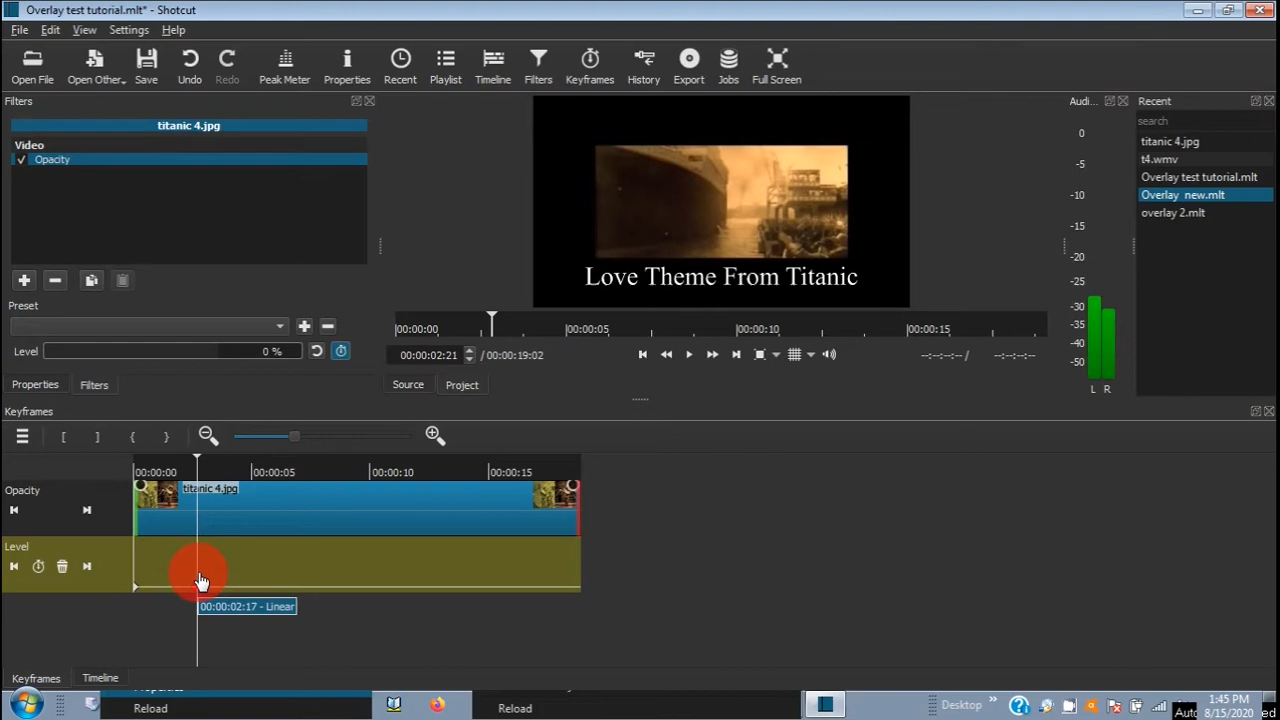 Overlay test tutorial.mlt* - Shotcut
File Edit View Settings Help
Open File Open Other.. Save Undo Redo Peak Meter Properties Recent Playlist Timeline Filters Keyframes History Export Jobs Full Screen
Filters
titanic 4.jpg
Video
✓ Opacity
Preset
Level 0 %
Properties Filters
Love Theme From Titanic
00:00:00 00:00:05 00:00:10 00:00:15
00:00:02:21 / 00:00:19:02 --:--:--:-- / --:--:--:--
Source Project
Audi...
0
-5
-10
-15
-20
-25
-30
-35
-40
-50
L R
Recent
search
titanic 4.jpg
t4.wmv
Overlay test tutorial.mlt
Overlay new.mlt
overlay 2.mlt
Keyframes
[ ] { }
00:00:00 00:00:05 00:00:10 00:00:15
Opacity
titanic 4.jpg
Level
00:00:02:17 - Linear
Keyframes Timeline
Reload
Reload
Desktop »
1:45 PM
8/15/2020